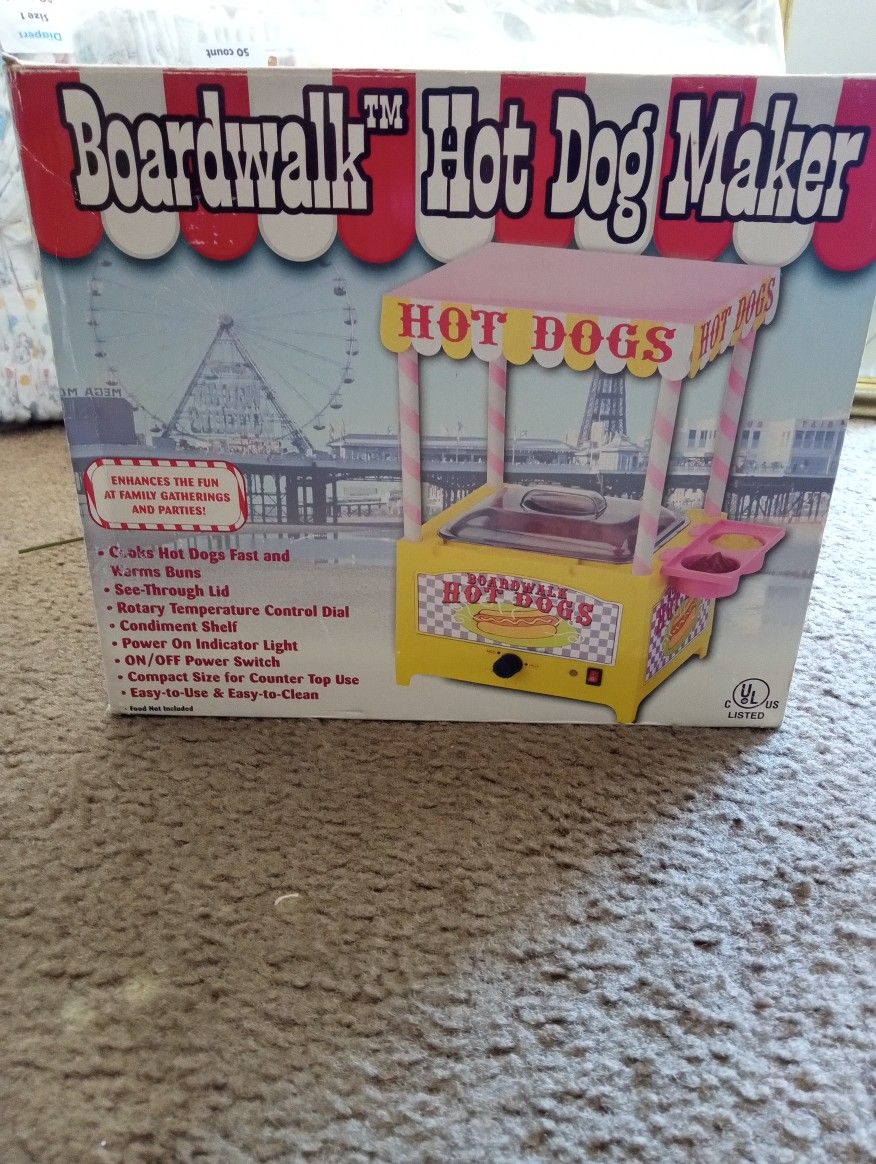 Diapers
Size 1
50 count
Boardwalk™ Hot Dog Maker
HOT DOGS
HOT DOGS
MEGA
ENHANCES THE FUN
AT FAMILY GATHERINGS
AND PARTIES!
• Cooks Hot Dogs Fast and
Warms Buns
• See-Through Lid
• Rotary Temperature Control Dial
• Condiment Shelf
• Power On Indicator Light
• ON/OFF Power Switch
• Compact Size for Counter Top Use
• Easy-to-Use & Easy-to-Clean
• Food Not Included
BOARDWALK
HOT DOGS
C UL US
LISTED